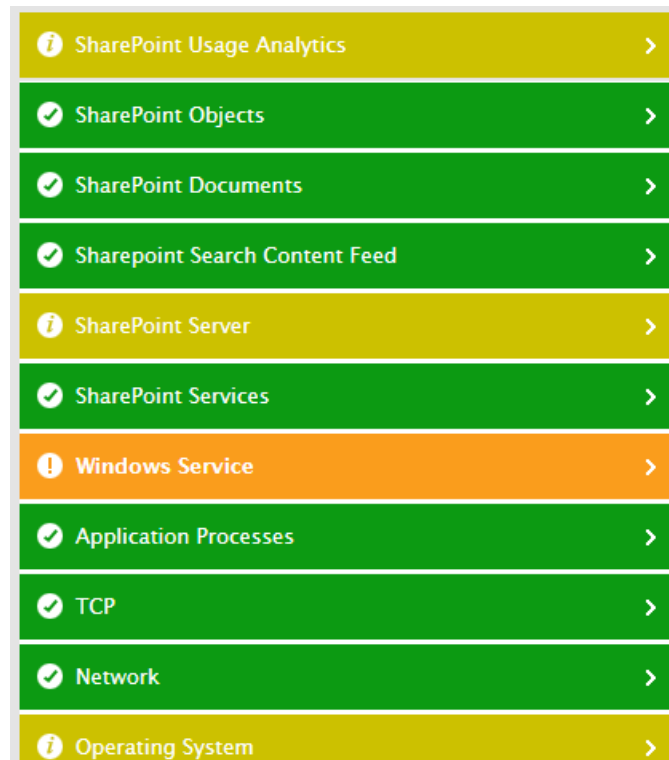 SharePoint Usage Analytics
SharePoint Objects
SharePoint Documents
Sharepoint Search Content Feed
SharePoint Server
SharePoint Services
Windows Service
Application Processes
TCP
Network
Operating System